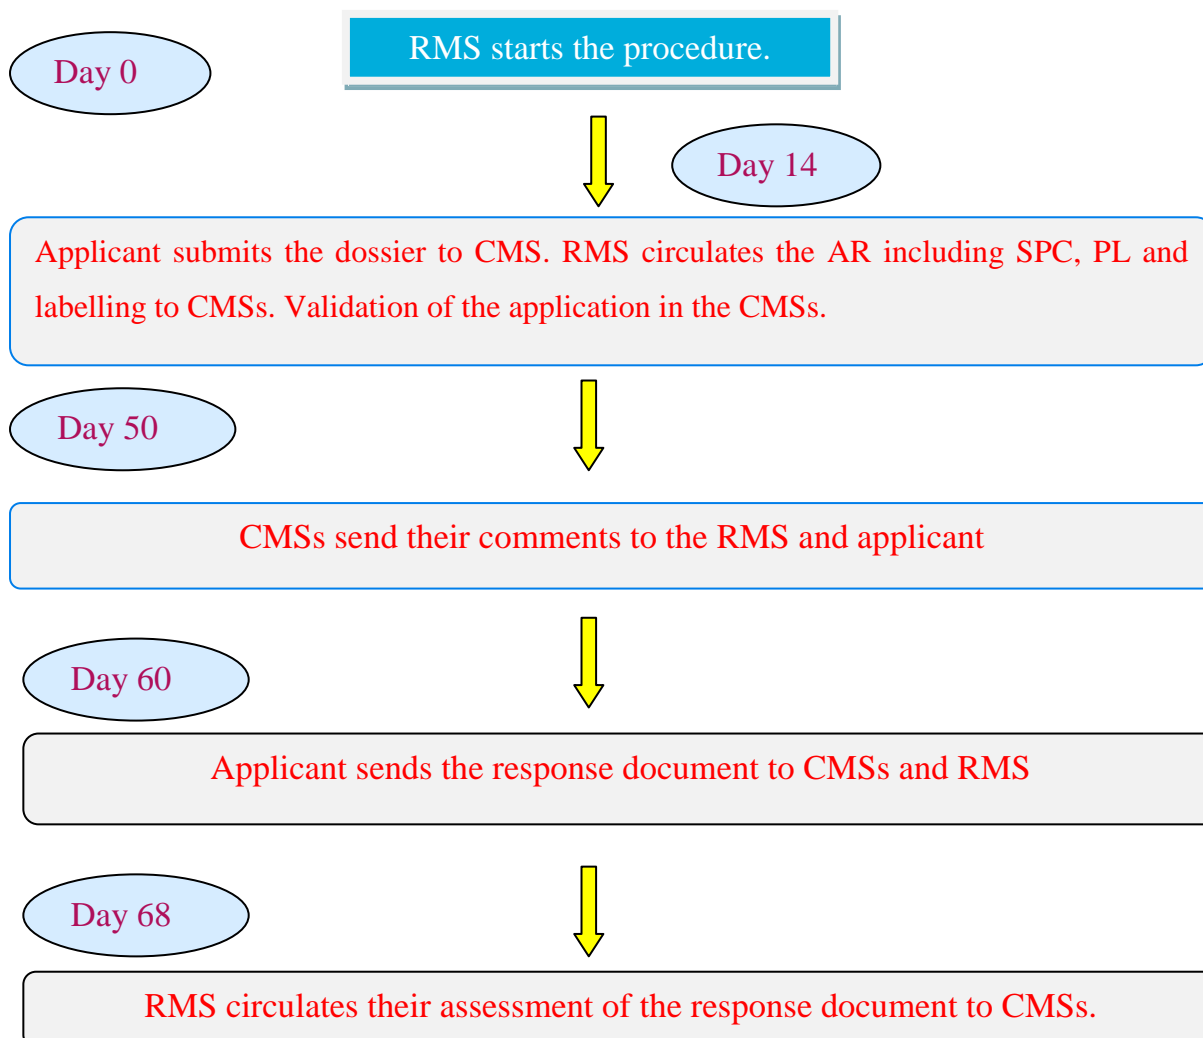 RMS starts the procedure.
Day 0
Day 14
Applicant submits the dossier to CMS. RMS circulates the AR including SPC, PL and
labelling to CMSs. Validation of the application in the CMSs.
Day 50
CMSs send their comments to the RMS and applicant
Day 60
Applicant sends the response document to CMSs and RMS
Day 68
RMS circulates their assessment of the response document to CMSs.